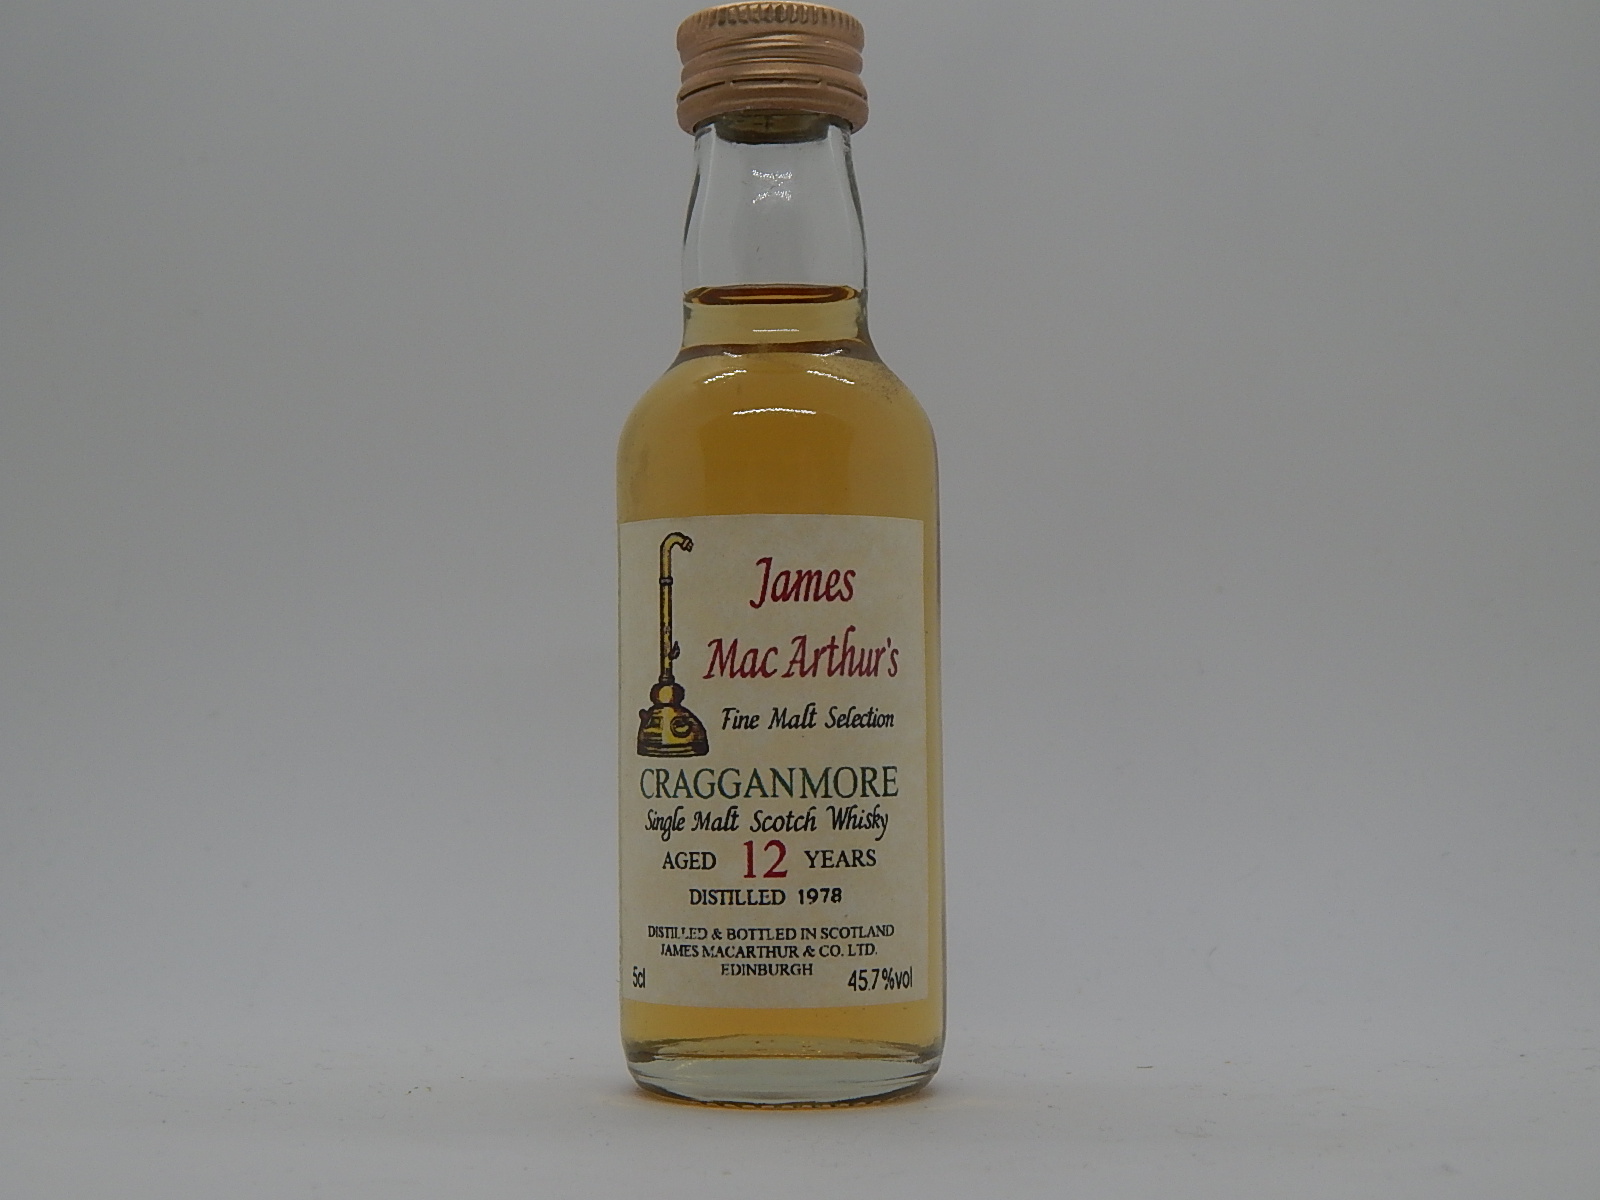 James
Mac Arthur's
Fine Malt Selection
CRAGGANMORE
Single Malt Scotch Whisky
AGED 12 YEARS
DISTILLED 1978
DISTILLED & BOTTLED IN SCOTLAND
JAMES MACARTHUR & CO. LTD.
EDINBURGH
5cl 45.7%vol